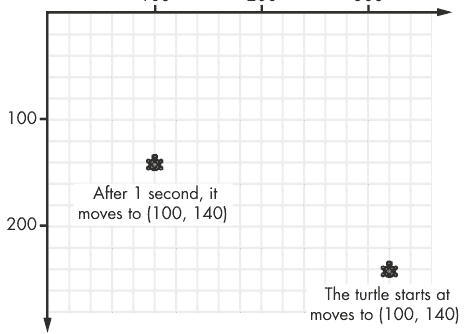 100
200
After 1 second, it
moves to (100, 140)
The turtle starts at
moves to (100, 140)